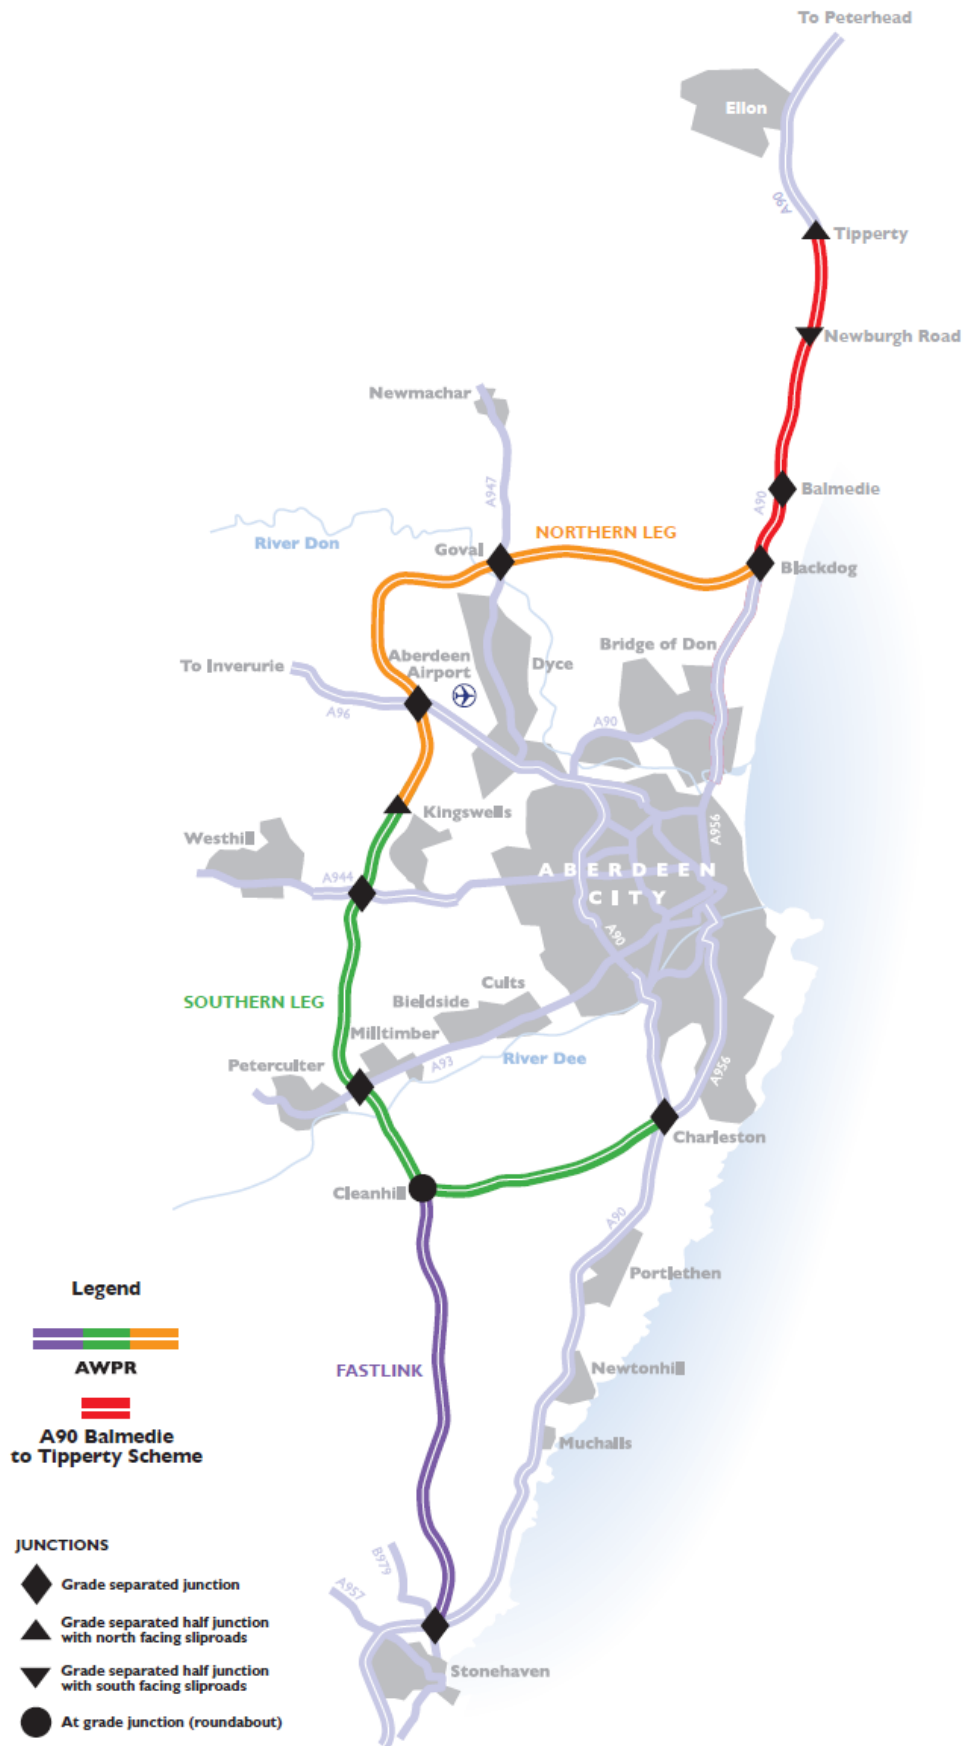 To Peterhead
Ellon
A90
Tipperty
Newburgh Road
Newmachar
A947
Balmedie
A90
River Don
NORTHERN LEG
Goval
Blackdog
Bridge of Don
Aberdeen
Airport
Dyce
To Inverurie
A96
A90
Kingswells
Westhill
A956
A944
ABERDEEN
CITY
A90
Cults
Bieldside
SOUTHERN LEG
Milltimber
River Dee
Peterculter
A93
A956
Charleston
Cleanhill
A90
Portlethen
Legend
AWPR
FASTLINK
Newtonhill
A90 Balmedie
to Tipperty Scheme
Muchalls
JUNCTIONS
B979
A957
Grade separated junction
Grade separated half junction
with north facing sliproads
Stonehaven
Grade separated half junction
with south facing sliproads
At grade junction (roundabout)